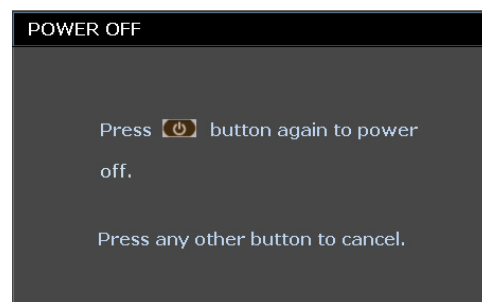 POWER OFF
Press button again to power
off.
Press any other button to cancel.